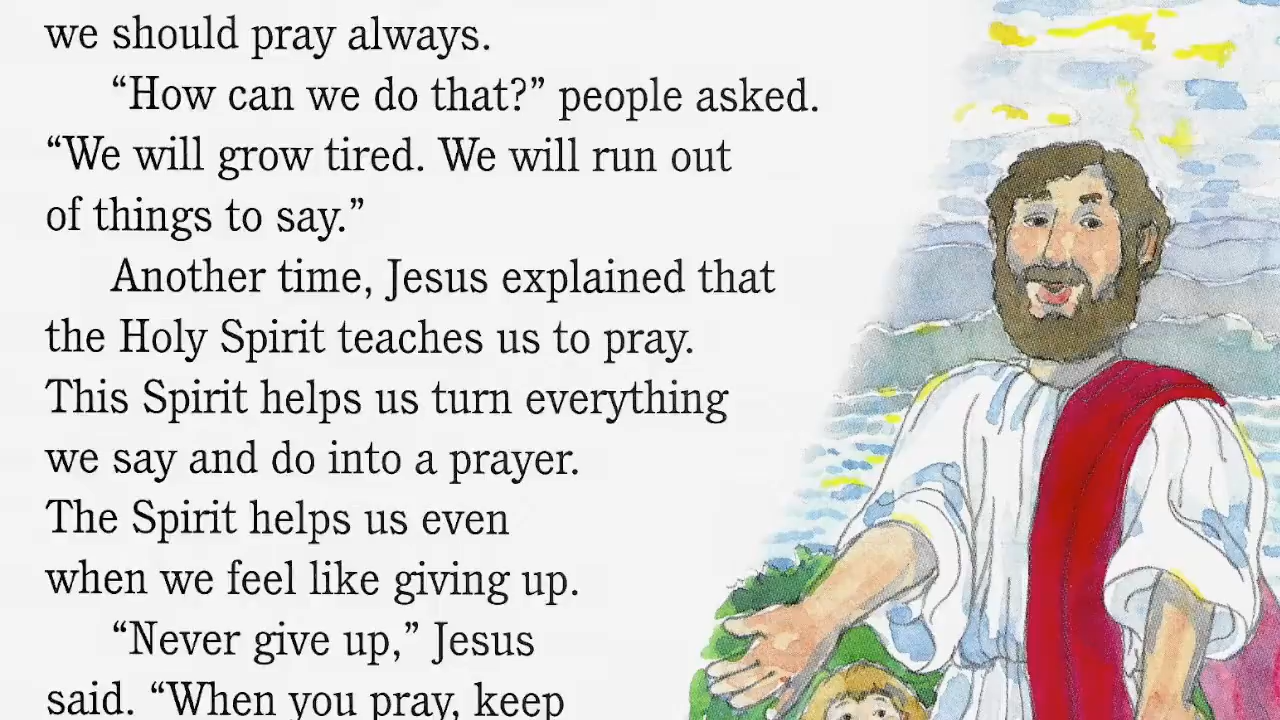 we should pray always.
“How can we do that?” people asked.
“We will grow tired. We will run out
of things to say.”
Another time, Jesus explained that
the Holy Spirit teaches us to pray.
This Spirit helps us turn everything
we say and do into a prayer.
The Spirit helps us even
when we feel like giving up.
“Never give up,” Jesus
said. “When you pray, keep